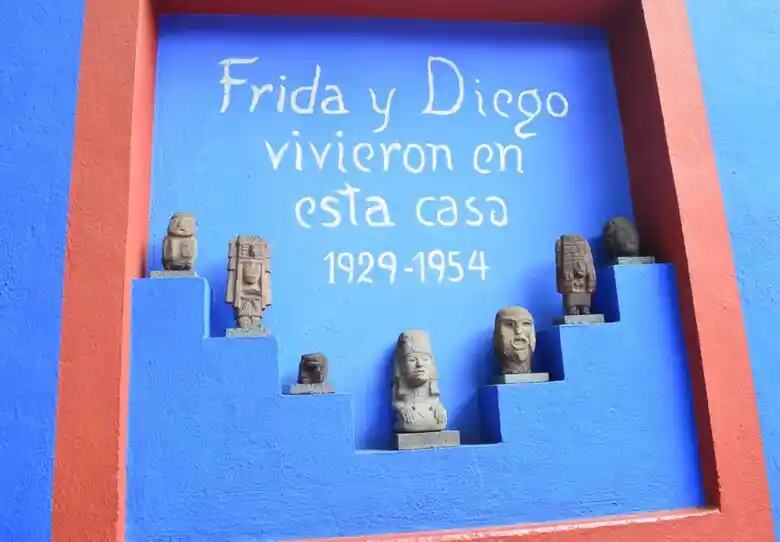 Frida y Diego
vivieron en
esta casa
1929-1954